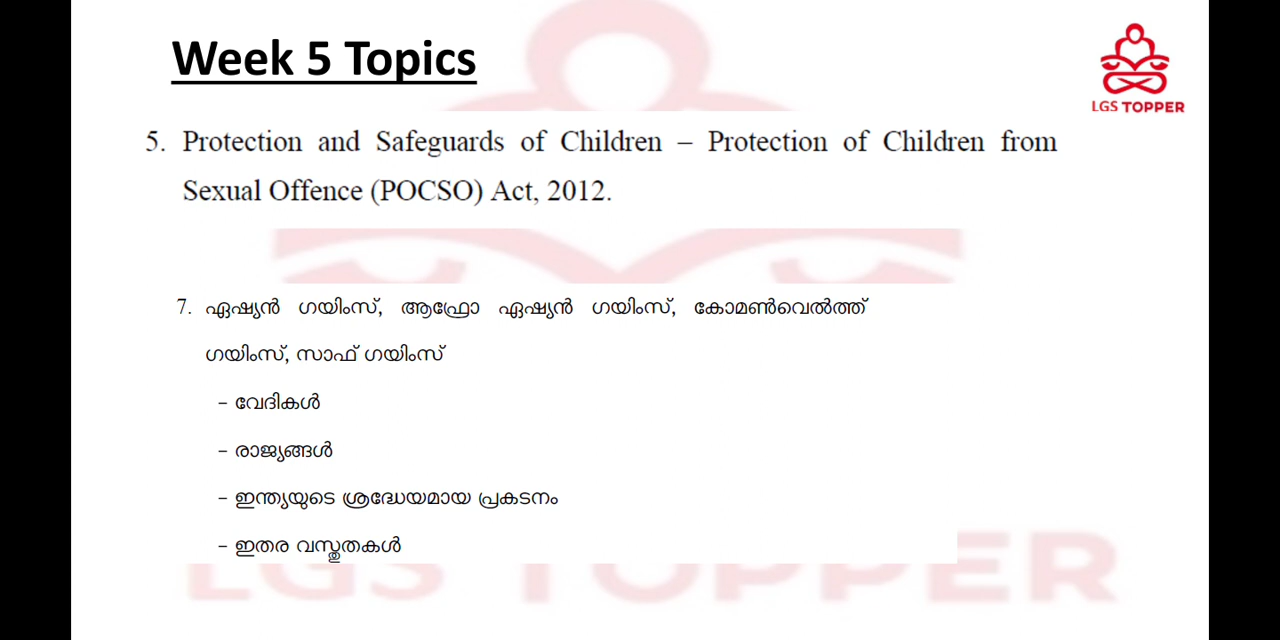 Week 5 Topics
LGS TOPPER
5. Protection and Safeguards of Children – Protection of Children from
Sexual Offence (POCSO) Act, 2012.
7. ഏഷ്യൻ ഗയിംസ്, ആഫ്രോ ഏഷ്യൻ ഗയിംസ്, കോമൺവെൽത്ത്
ഗയിംസ്, സാഫ് ഗയിംസ്
– വേദികൾ
– രാജ്യങ്ങൾ
– ഇന്ത്യയുടെ ശ്രദ്ധേയമായ പ്രകടനം
– ഇതര വസ്തുതകൾ
LGS TOPPER